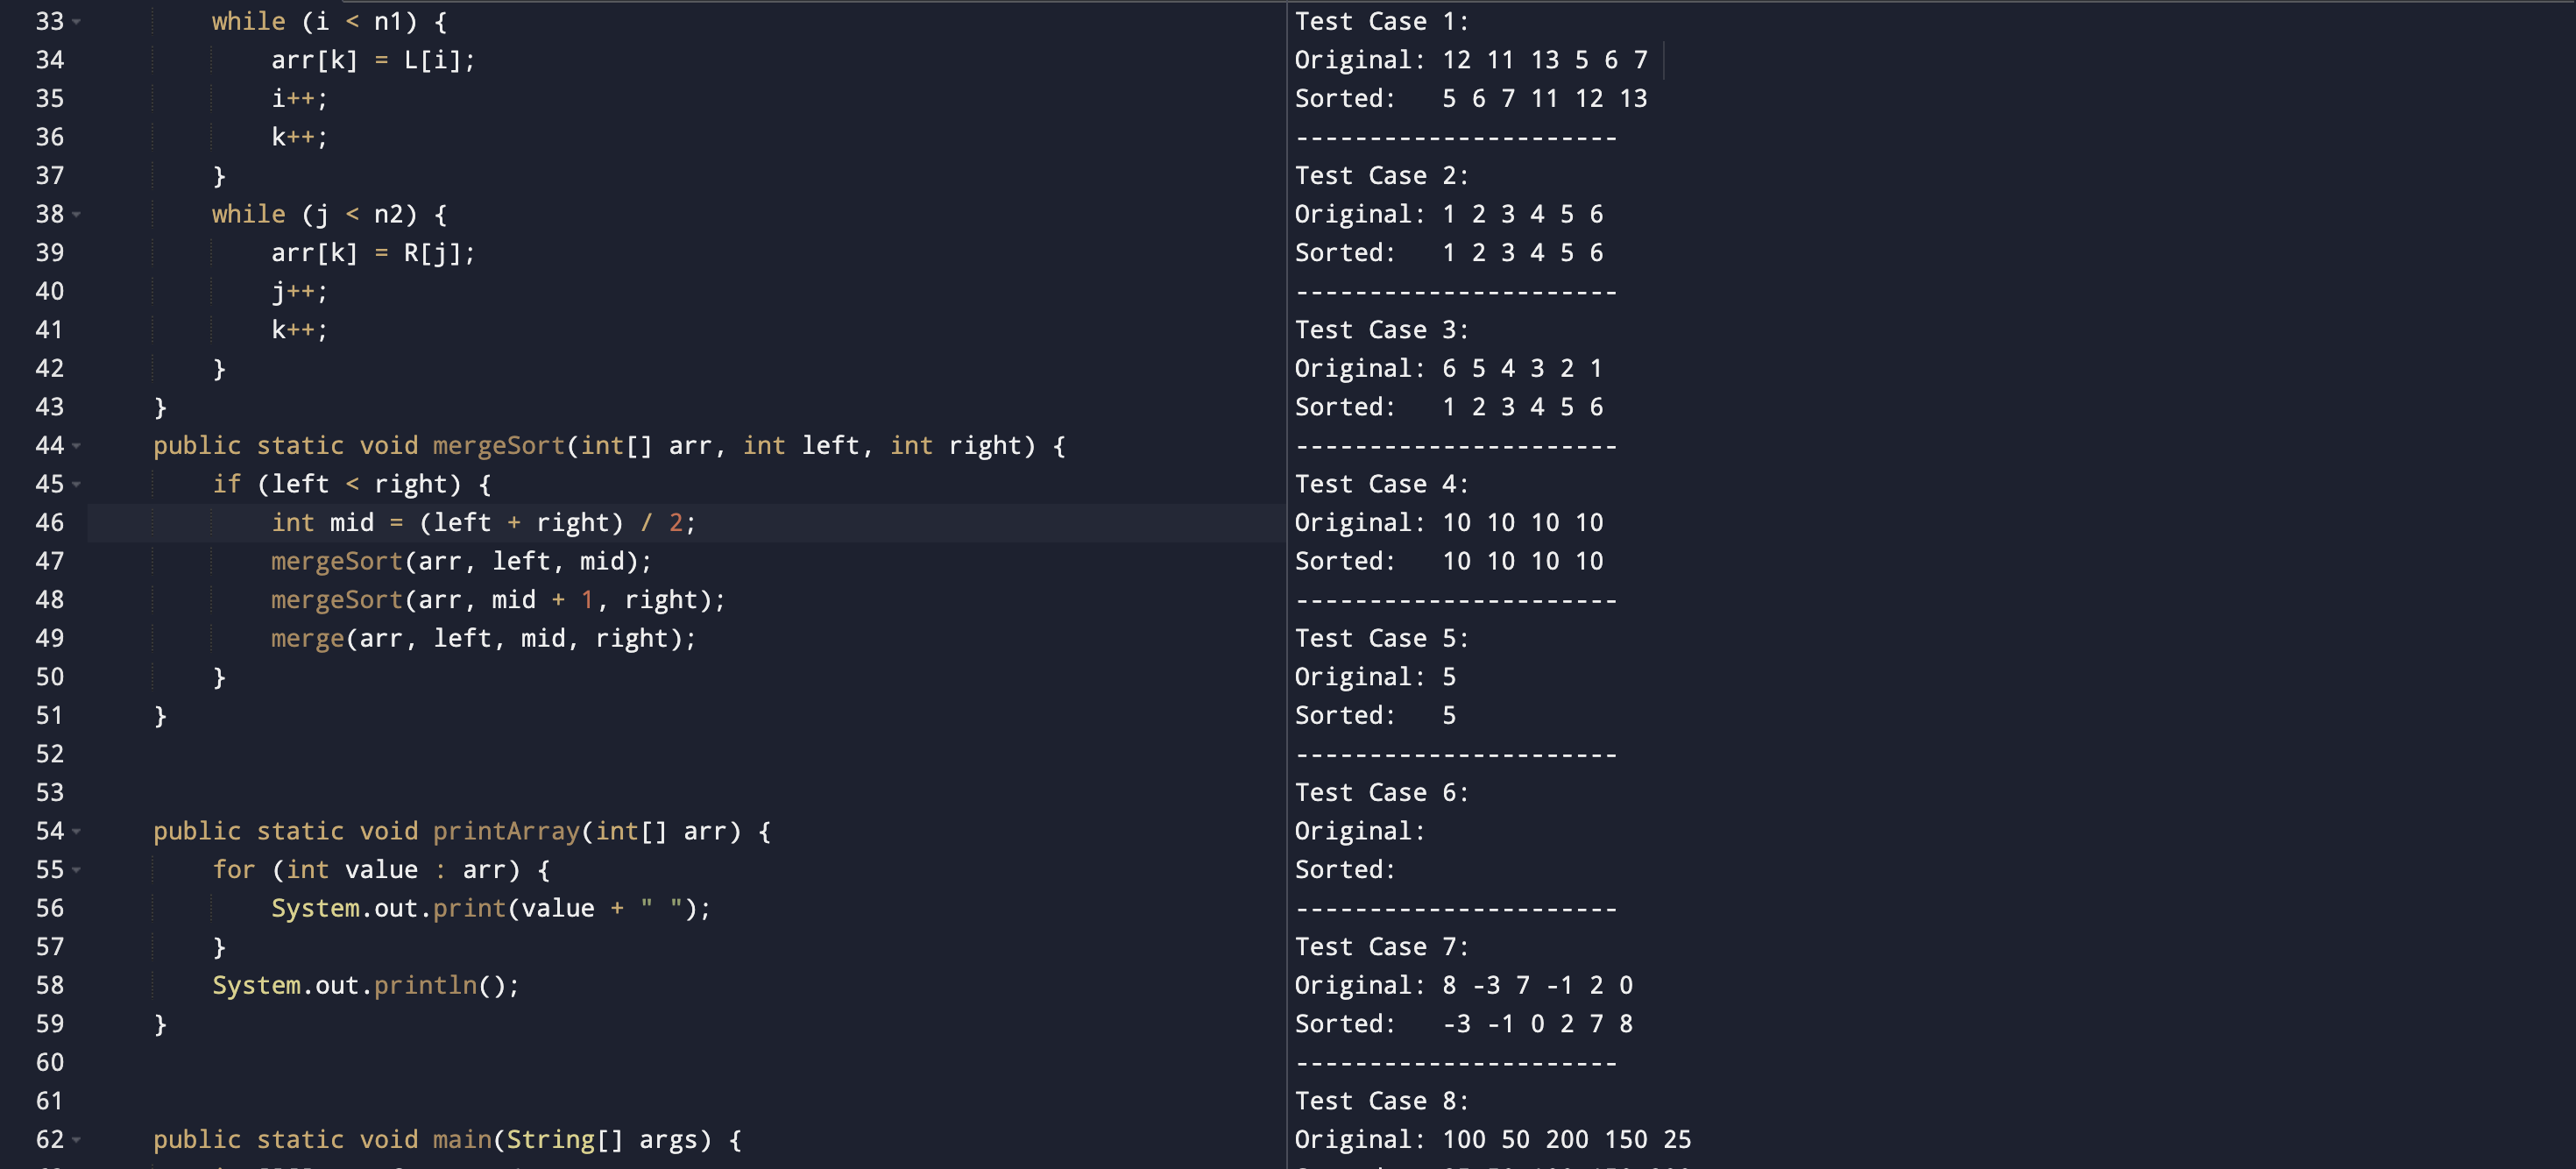 33 while (i < n1) {
34 arr[k] = L[i];
35 i++;
36 k++;
37 }
38 while (j < n2) {
39 arr[k] = R[j];
40 j++;
41 k++;
42 }
43 }
44 public static void mergeSort(int[] arr, int left, int right) {
45 if (left < right) {
46 int mid = (left + right) / 2;
47 mergeSort(arr, left, mid);
48 mergeSort(arr, mid + 1, right);
49 merge(arr, left, mid, right);
50 }
51 }
52
53
54 public static void printArray(int[] arr) {
55 for (int value : arr) {
56 System.out.print(value + " ");
57 }
58 System.out.println();
59 }
60
61
62 public static void main(String[] args) {
Test Case 1:
Original: 12 11 13 5 6 7
Sorted:   5 6 7 11 12 13
----------------------
Test Case 2:
Original: 1 2 3 4 5 6
Sorted:   1 2 3 4 5 6
----------------------
Test Case 3:
Original: 6 5 4 3 2 1
Sorted:   1 2 3 4 5 6
----------------------
Test Case 4:
Original: 10 10 10 10
Sorted:   10 10 10 10
----------------------
Test Case 5:
Original: 5
Sorted:   5
----------------------
Test Case 6:
Original:
Sorted:
----------------------
Test Case 7:
Original: 8 -3 7 -1 2 0
Sorted:   -3 -1 0 2 7 8
----------------------
Test Case 8:
Original: 100 50 200 150 25